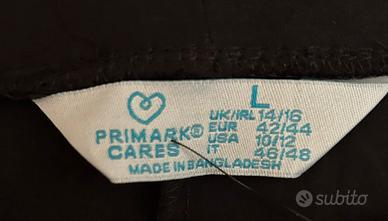 L
UK/IRL 14/16
EUR 42/44
USA 10/12
IT 46/48
PRIMARK®
CARES
MADE IN BANGLADESH
subito